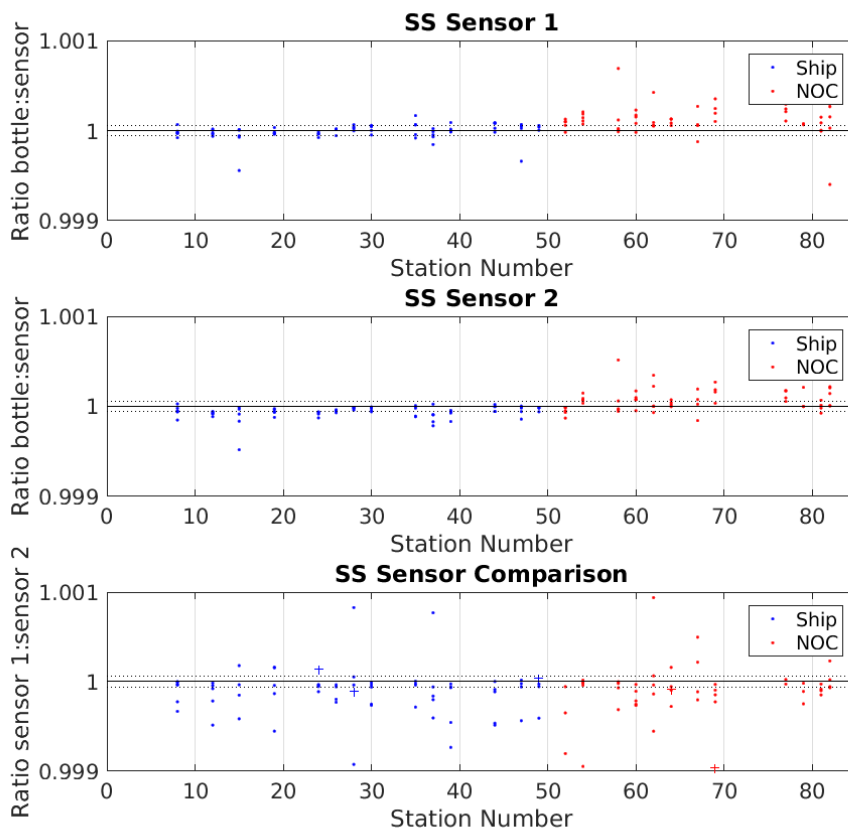 SS Sensor 1
1.001
1
0.999
Ratio bottle:sensor
Ship
NOC
0 10 20 30 40 50 60 70 80
Station Number
SS Sensor 2
1.001
1
0.999
Ratio bottle:sensor
Ship
NOC
0 10 20 30 40 50 60 70 80
Station Number
SS Sensor Comparison
1.001
1
0.999
Ratio sensor 1:sensor 2
Ship
NOC
0 10 20 30 40 50 60 70 80
Station Number